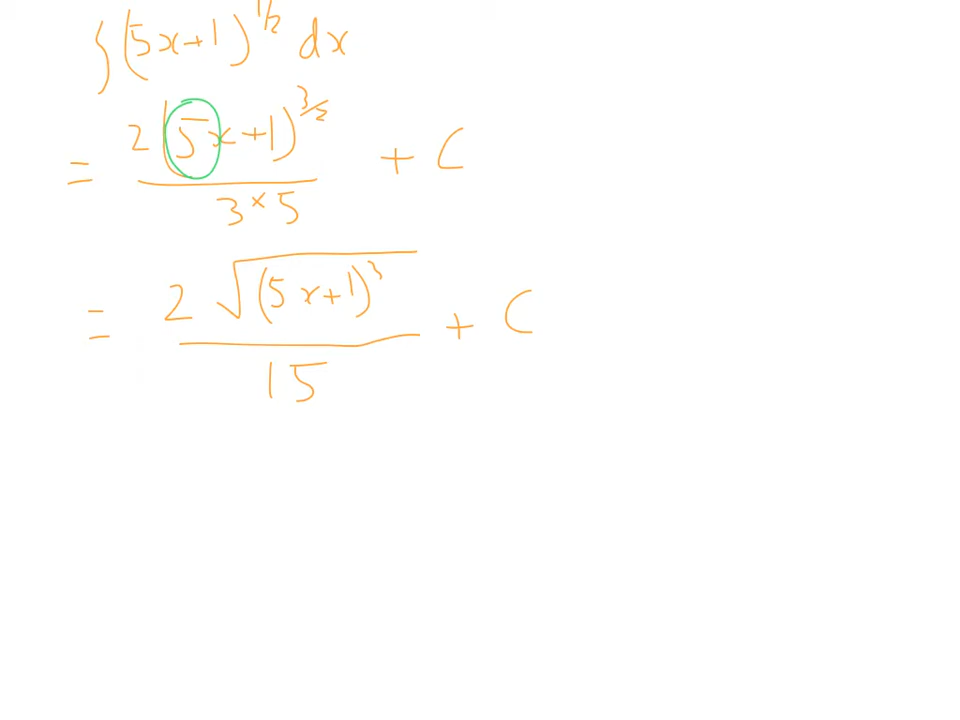 ∫(5x+1)^1/2 dx
= 2(5x+1)^3/2 / 3×5 + C
= 2√(5x+1)^3 / 15 + C